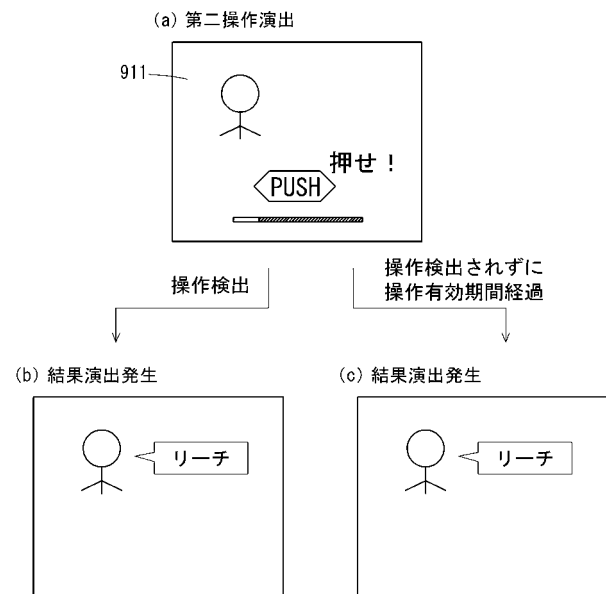 (a) 第二操作演出
911
押せ！
PUSH
操作検出
操作検出されずに
操作有効期間経過
(b) 結果演出発生
(c) 結果演出発生
リーチ
リーチ